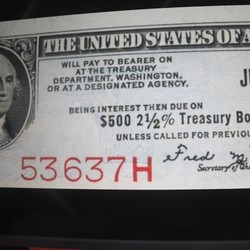 THE UNITED STATES OF A
WILL PAY TO BEARER ON
AT THE TREASURY
DEPARTMENT, WASHINGTON,
OR AT A DESIGNATED AGENCY.
JU
BEING INTEREST THEN DUE ON
$500 2½% Treasury Bo
UNLESS CALLED FOR PREVIOU
53637H
Fred M
Secretary of